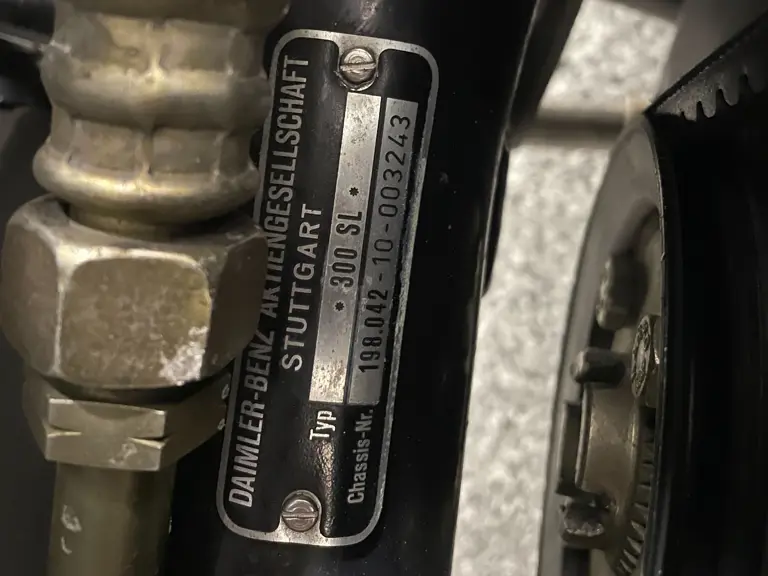 DAIMLER-BENZ AKTIENGESELLSCHAFT
STUTTGART
Typ * 300 SL *
Chassis-Nr. 198.042-10-003243